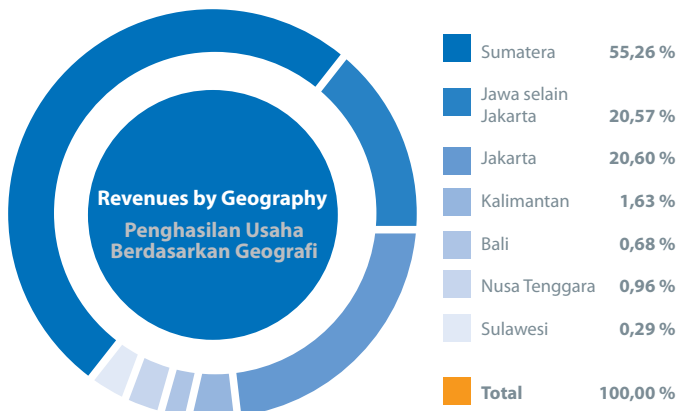 Revenues by Geography
Penghasilan Usaha
Berdasarkan Geografi
Sumatera 55,26 %
Jawa selain
Jakarta 20,57 %
Jakarta 20,60 %
Kalimantan 1,63 %
Bali 0,68 %
Nusa Tenggara 0,96 %
Sulawesi 0,29 %
Total 100,00 %